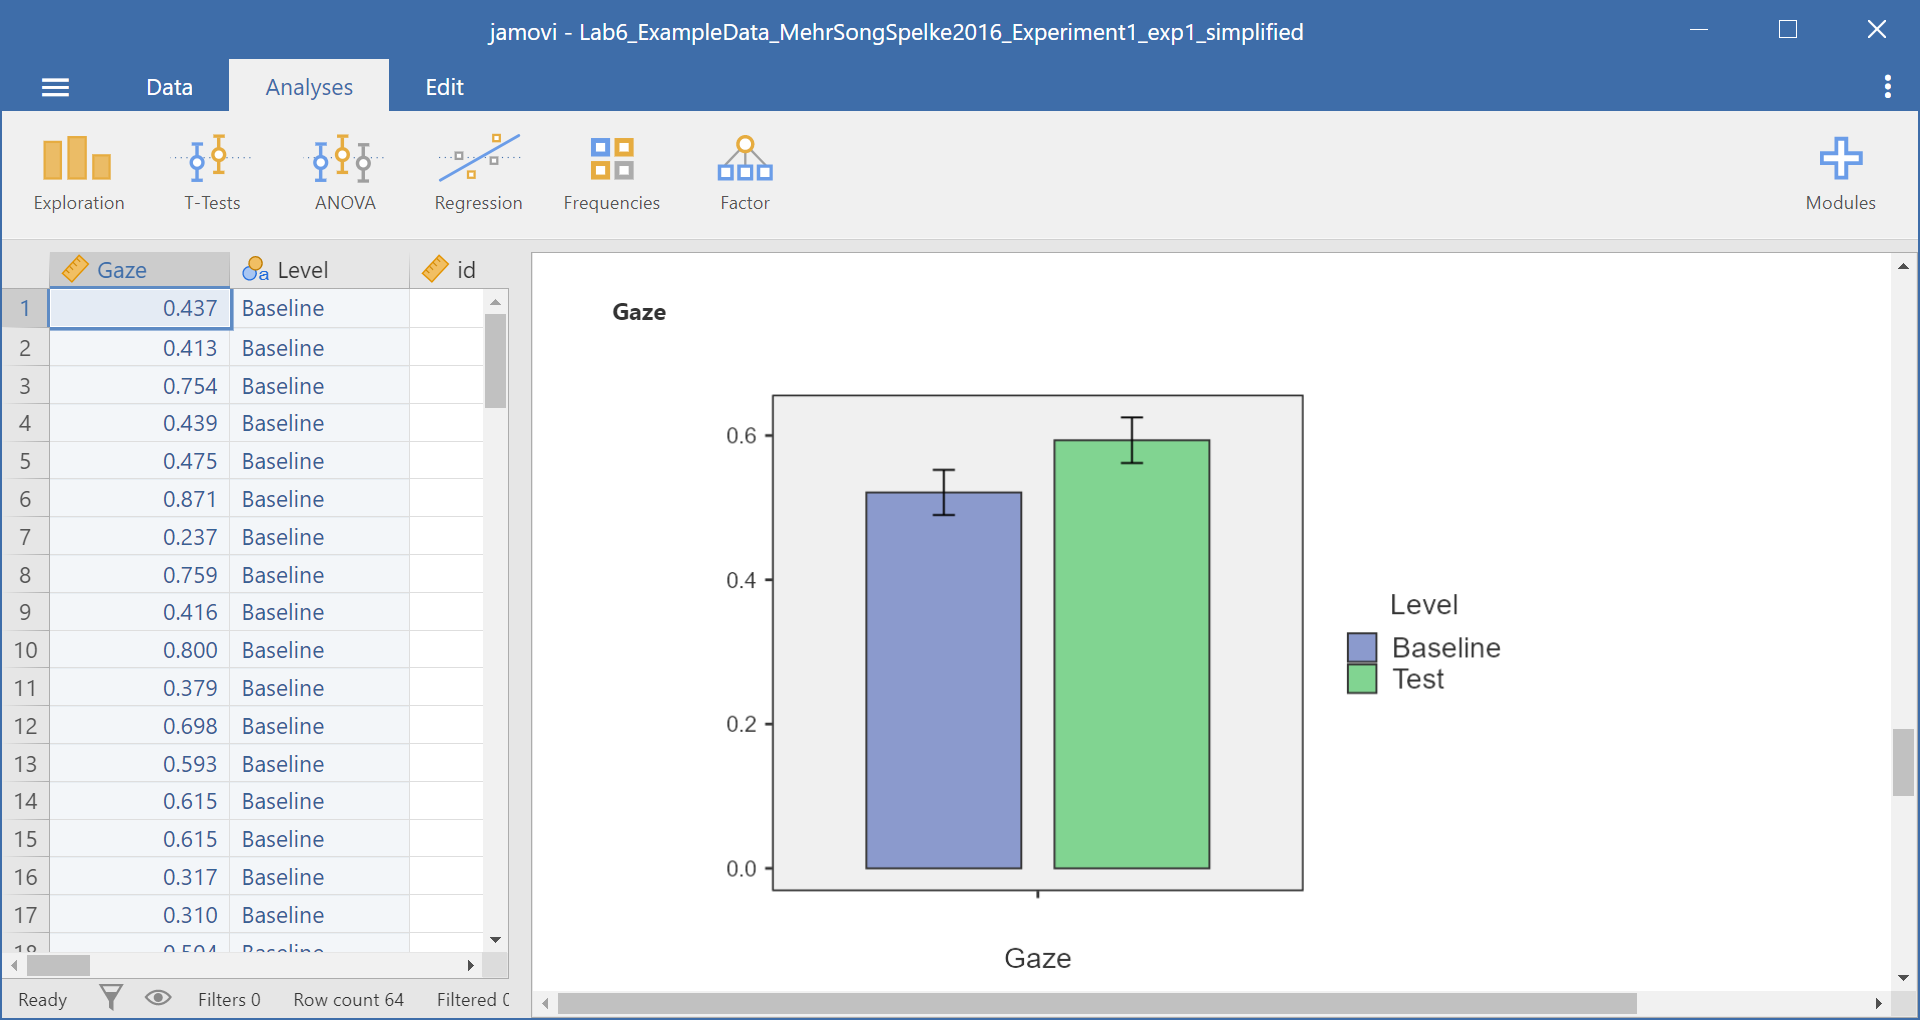 jamovi - Lab6_ExampleData_MehrSongSpelke2016_Experiment1_exp1_simplified
Data Analyses Edit
Exploration T-Tests ANOVA Regression Frequencies Factor Modules
Gaze a Level id
1 0.437 Baseline
2 0.413 Baseline
3 0.754 Baseline
4 0.439 Baseline
5 0.475 Baseline
6 0.871 Baseline
7 0.237 Baseline
8 0.759 Baseline
9 0.416 Baseline
10 0.800 Baseline
11 0.379 Baseline
12 0.698 Baseline
13 0.593 Baseline
14 0.615 Baseline
15 0.615 Baseline
16 0.317 Baseline
17 0.310 Baseline
18 0.504 Baseline
Ready Filters 0 Row count 64 Filtered 0
Gaze
0.6
0.4
0.2
0.0
Gaze
Level
Baseline
Test